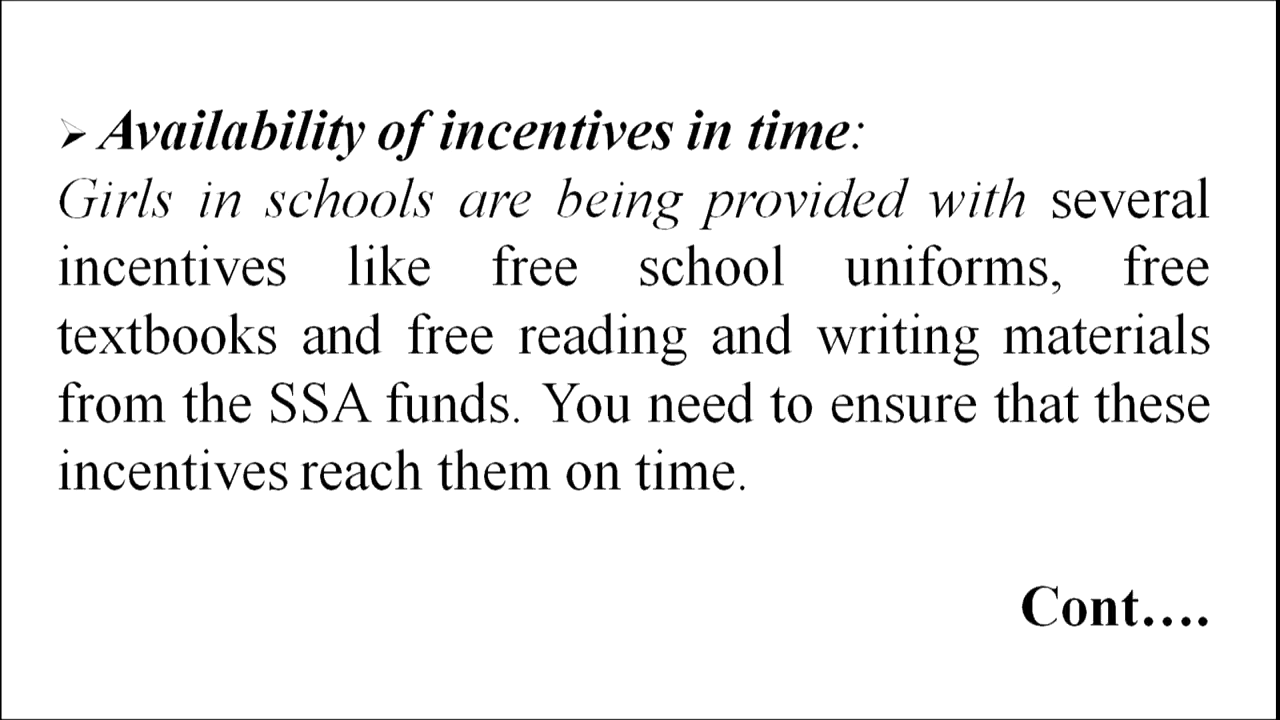 ➢ Availability of incentives in time:
Girls in schools are being provided with several
incentives like free school uniforms, free
textbooks and free reading and writing materials
from the SSA funds. You need to ensure that these
incentives reach them on time.
Cont....